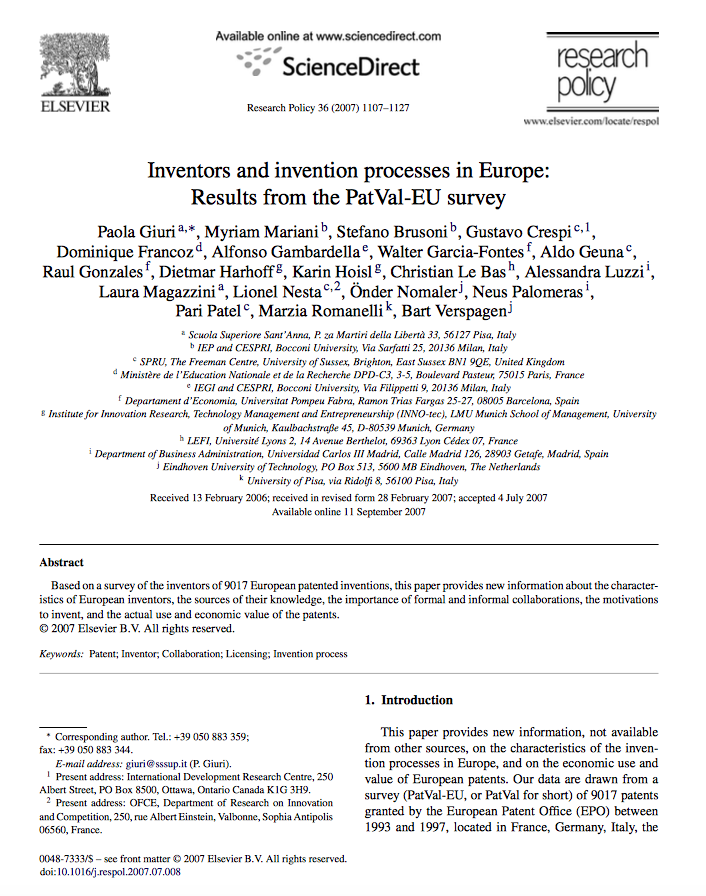 Available online at www.sciencedirect.com
ScienceDirect
ELSEVIER
research
policy
Research Policy 36 (2007) 1107–1127
www.elsevier.com/locate/respol
Inventors and invention processes in Europe:
Results from the PatVal-EU survey
Paola Giuri a,*, Myriam Mariani b, Stefano Brusoni b, Gustavo Crespi c,1,
Dominique Francoz d, Alfonso Gambardella e, Walter Garcia-Fontes f, Aldo Geuna c,
Raul Gonzales f, Dietmar Harhoff g, Karin Hoisl g, Christian Le Bas h, Alessandra Luzzi i,
Laura Magazzini a, Lionel Nesta c,2, Önder Nomaler j, Neus Palomeras i,
Pari Patel c, Marzia Romanelli k, Bart Verspagen j
a Scuola Superiore Sant'Anna, P. za Martiri della Libertà 33, 56127 Pisa, Italy
b IEP and CESPRI, Bocconi University, Via Sarfatti 25, 20136 Milan, Italy
c SPRU, The Freeman Centre, University of Sussex, Brighton, East Sussex BN1 9QE, United Kingdom
d Ministère de l'Education Nationale et de la Recherche DPD-C3, 3-5, Boulevard Pasteur, 75015 Paris, France
e IEGI and CESPRI, Bocconi University, Via Filippetti 9, 20136 Milan, Italy
f Departament d'Economia, Universitat Pompeu Fabra, Ramon Trias Fargas 25-27, 08005 Barcelona, Spain
g Institute for Innovation Research, Technology Management and Entrepreneurship (INNO-tec), LMU Munich School of Management, University
of Munich, Kaulbachstraße 45, D-80539 Munich, Germany
h LEFI, Université Lyons 2, 14 Avenue Berthelot, 69363 Lyon Cédex 07, France
i Department of Business Administration, Universidad Carlos III Madrid, Calle Madrid 126, 28903 Getafe, Madrid, Spain
j Eindhoven University of Technology, PO Box 513, 5600 MB Eindhoven, The Netherlands
k University of Pisa, via Ridolfi 8, 56100 Pisa, Italy
Received 13 February 2006; received in revised form 28 February 2007; accepted 4 July 2007
Available online 11 September 2007
Abstract
Based on a survey of the inventors of 9017 European patented inventions, this paper provides new information about the character-
istics of European inventors, the sources of their knowledge, the importance of formal and informal collaborations, the motivations
to invent, and the actual use and economic value of the patents.
© 2007 Elsevier B.V. All rights reserved.
Keywords: Patent; Inventor; Collaboration; Licensing; Invention process
* Corresponding author. Tel.: +39 050 883 359;
fax: +39 050 883 344.
E-mail address: giuri@sssup.it (P. Giuri).
1 Present address: International Development Research Centre, 250
Albert Street, PO Box 8500, Ottawa, Ontario Canada K1G 3H9.
2 Present address: OFCE, Department of Research on Innovation
and Competition, 250, rue Albert Einstein, Valbonne, Sophia Antipolis
06560, France.
1. Introduction
This paper provides new information, not available
from other sources, on the characteristics of the inven-
tion processes in Europe, and on the economic use and
value of European patents. Our data are drawn from a
survey (PatVal-EU, or PatVal for short) of 9017 patents
granted by the European Patent Office (EPO) between
1993 and 1997, located in France, Germany, Italy, the
0048-7333/$ – see front matter © 2007 Elsevier B.V. All rights reserved.
doi:10.1016/j.respol.2007.07.008